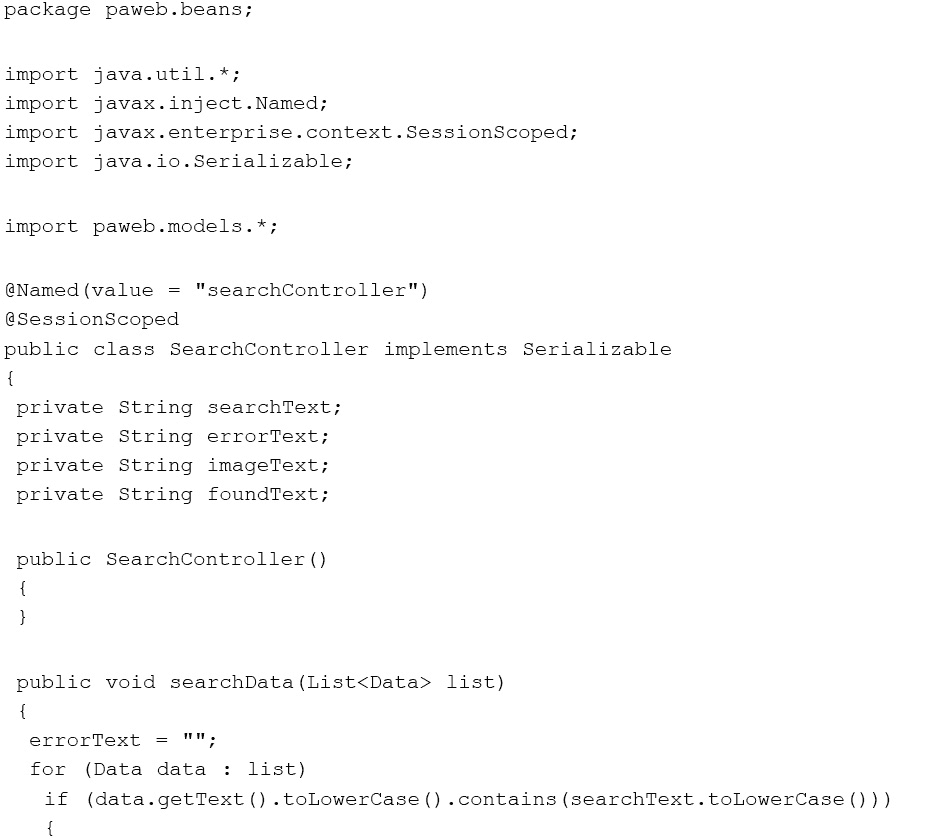 package paweb.beans;

import java.util.*;
import javax.inject.Named;
import javax.enterprise.context.SessionScoped;
import java.io.Serializable;

import paweb.models.*;

@Named(value = "searchController")
@SessionScoped
public class SearchController implements Serializable
{
 private String searchText;
 private String errorText;
 private String imageText;
 private String foundText;

 public SearchController()
 {
 }

 public void searchData(List<Data> list)
 {
  errorText = "";
  for (Data data : list)
   if (data.getText().toLowerCase().contains(searchText.toLowerCase()))
   {